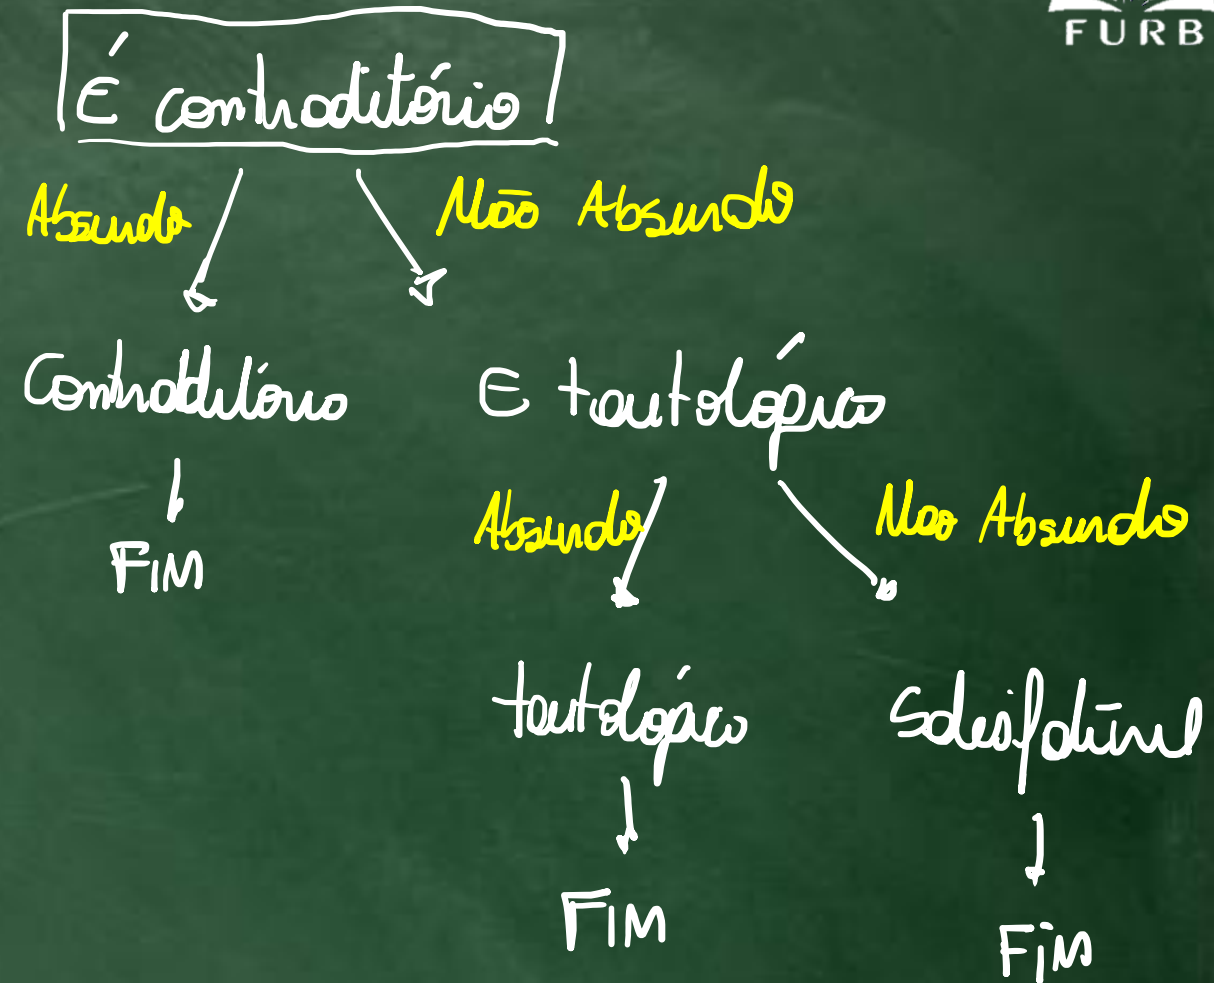 FURB
É contraditório
Absurdo
Não Absurdo
Contraditório
É tautológico
Absurdo
Não Absurdo
FIM
tautológico
Satisfatível
FIM
FIM